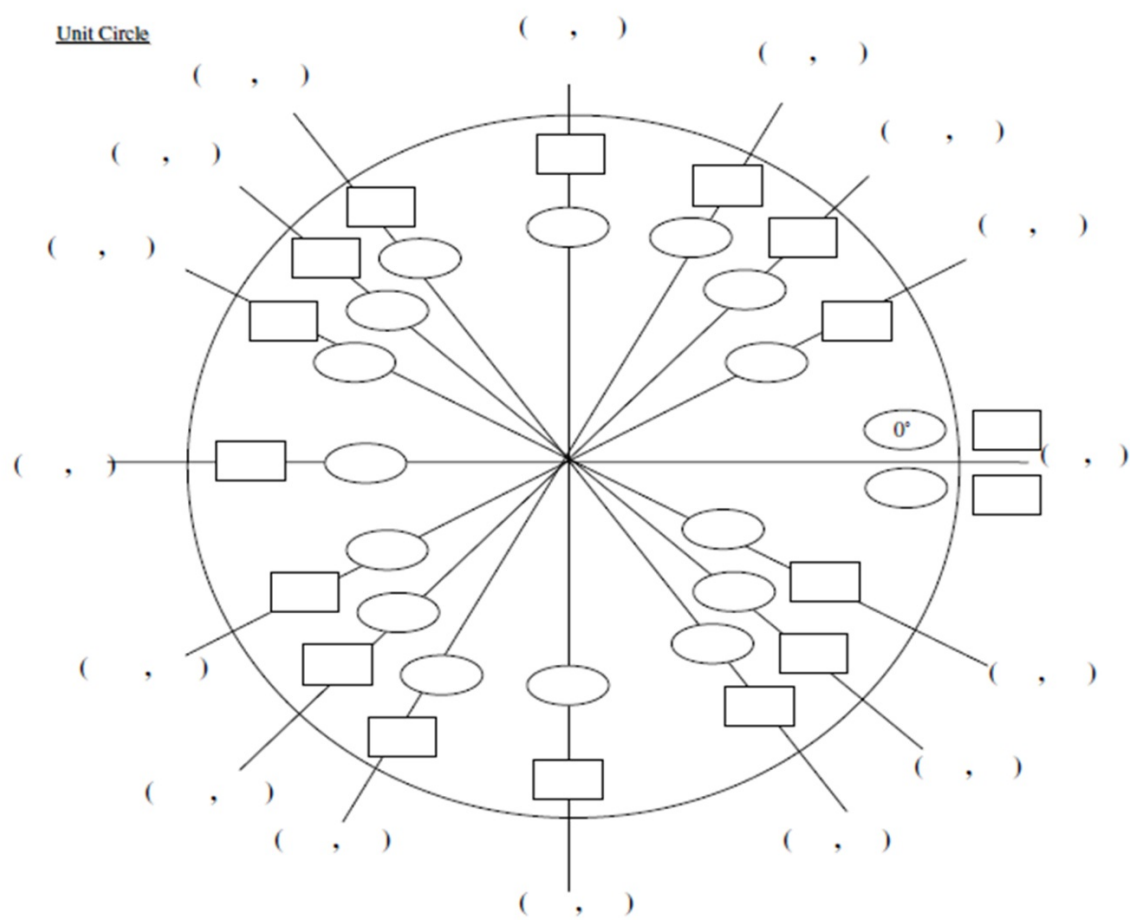 Unit Circle
( , )
( , )
( , )
( , )
( , )
( , )
( , )
0°
( , )
( , )
( , )
( , )
( , )
( , )
( , )
( , )
( , )